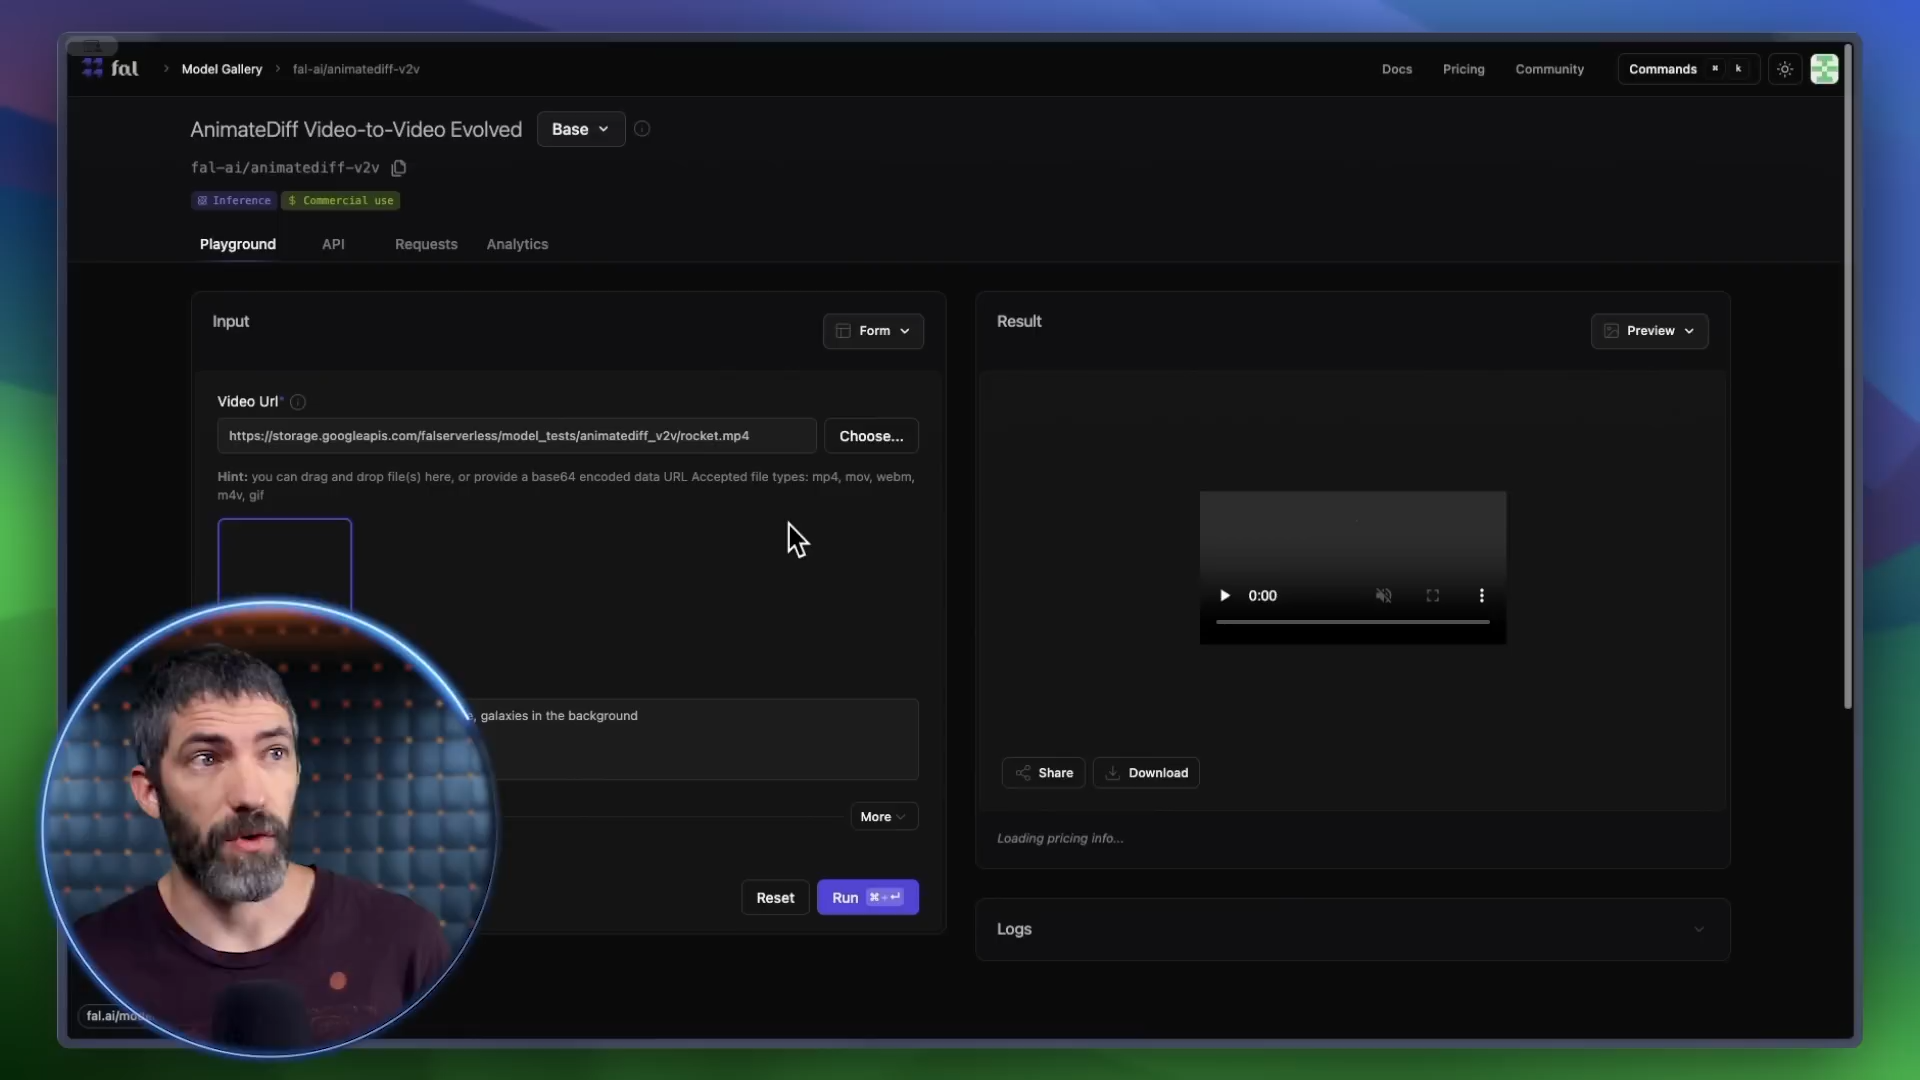 fal
Model Gallery
fal-ai/animatediff-v2v
Docs
Pricing
Community
Commands
⌘
k
AnimateDiff Video-to-Video Evolved
Base
fal-ai/animatediff-v2v
Inference
$ Commercial use
Playground
API
Requests
Analytics
Input
Form
Video Url*
https://storage.googleapis.com/falserverless/model_tests/animatediff_v2v/rocket.mp4
Choose...
Hint: you can drag and drop file(s) here, or provide a base64 encoded data URL Accepted file types: mp4, mov, webm,
m4v, gif
, galaxies in the background
More
Reset
Run ⌘+↵
Result
Preview
0:00
Share
Download
Loading pricing info...
Logs